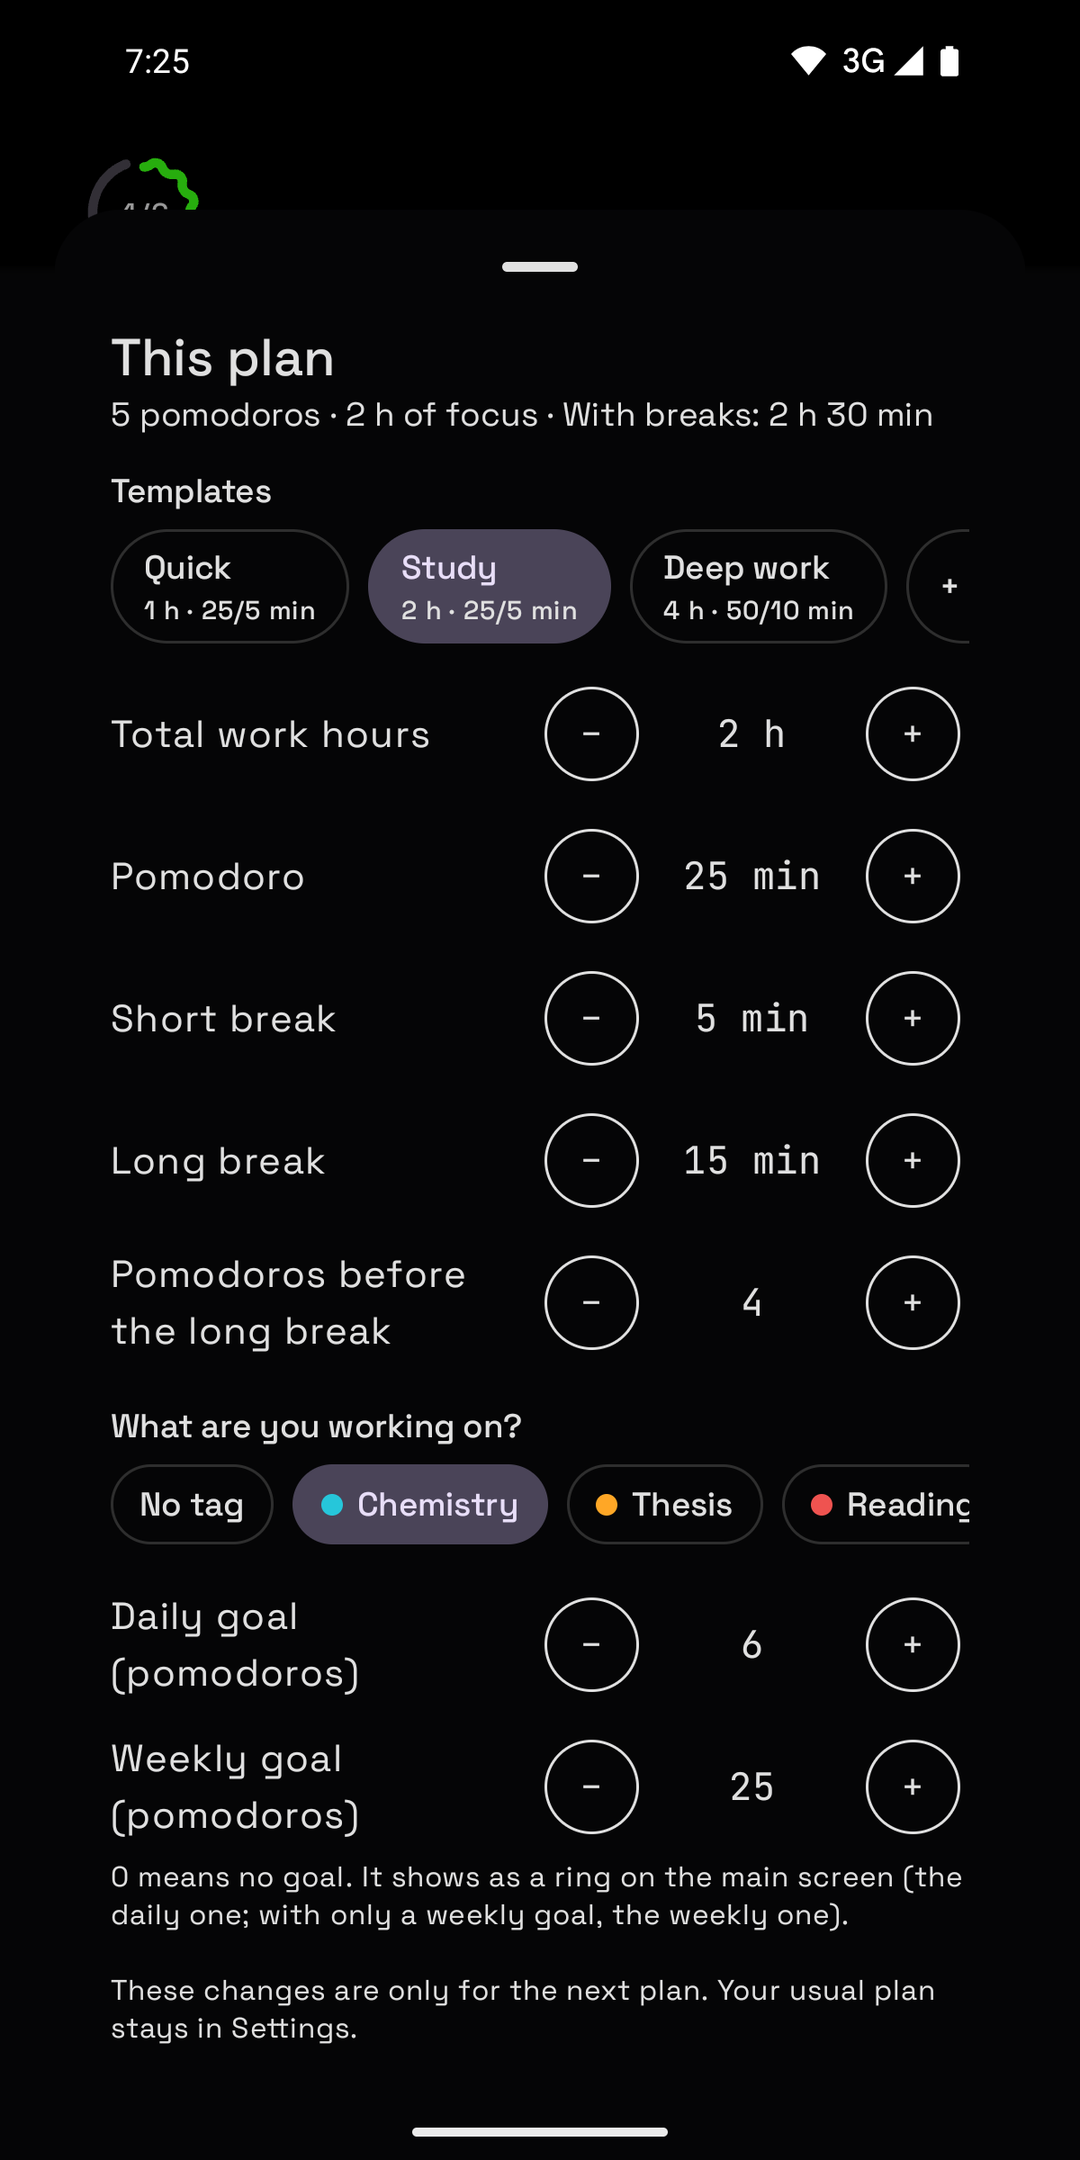 7:25
3G
This plan
5 pomodoros · 2 h of focus · With breaks: 2 h 30 min
Templates
Quick
1 h · 25/5 min
Study
2 h · 25/5 min
Deep work
4 h · 50/10 min
+
Total work hours
−
2 h
+
Pomodoro
−
25 min
+
Short break
−
5 min
+
Long break
−
15 min
+
Pomodoros before
the long break
−
4
+
What are you working on?
No tag
Chemistry
Thesis
Reading
Daily goal
(pomodoros)
−
6
+
Weekly goal
(pomodoros)
−
25
+
0 means no goal. It shows as a ring on the main screen (the
daily one; with only a weekly goal, the weekly one).
These changes are only for the next plan. Your usual plan
stays in Settings.